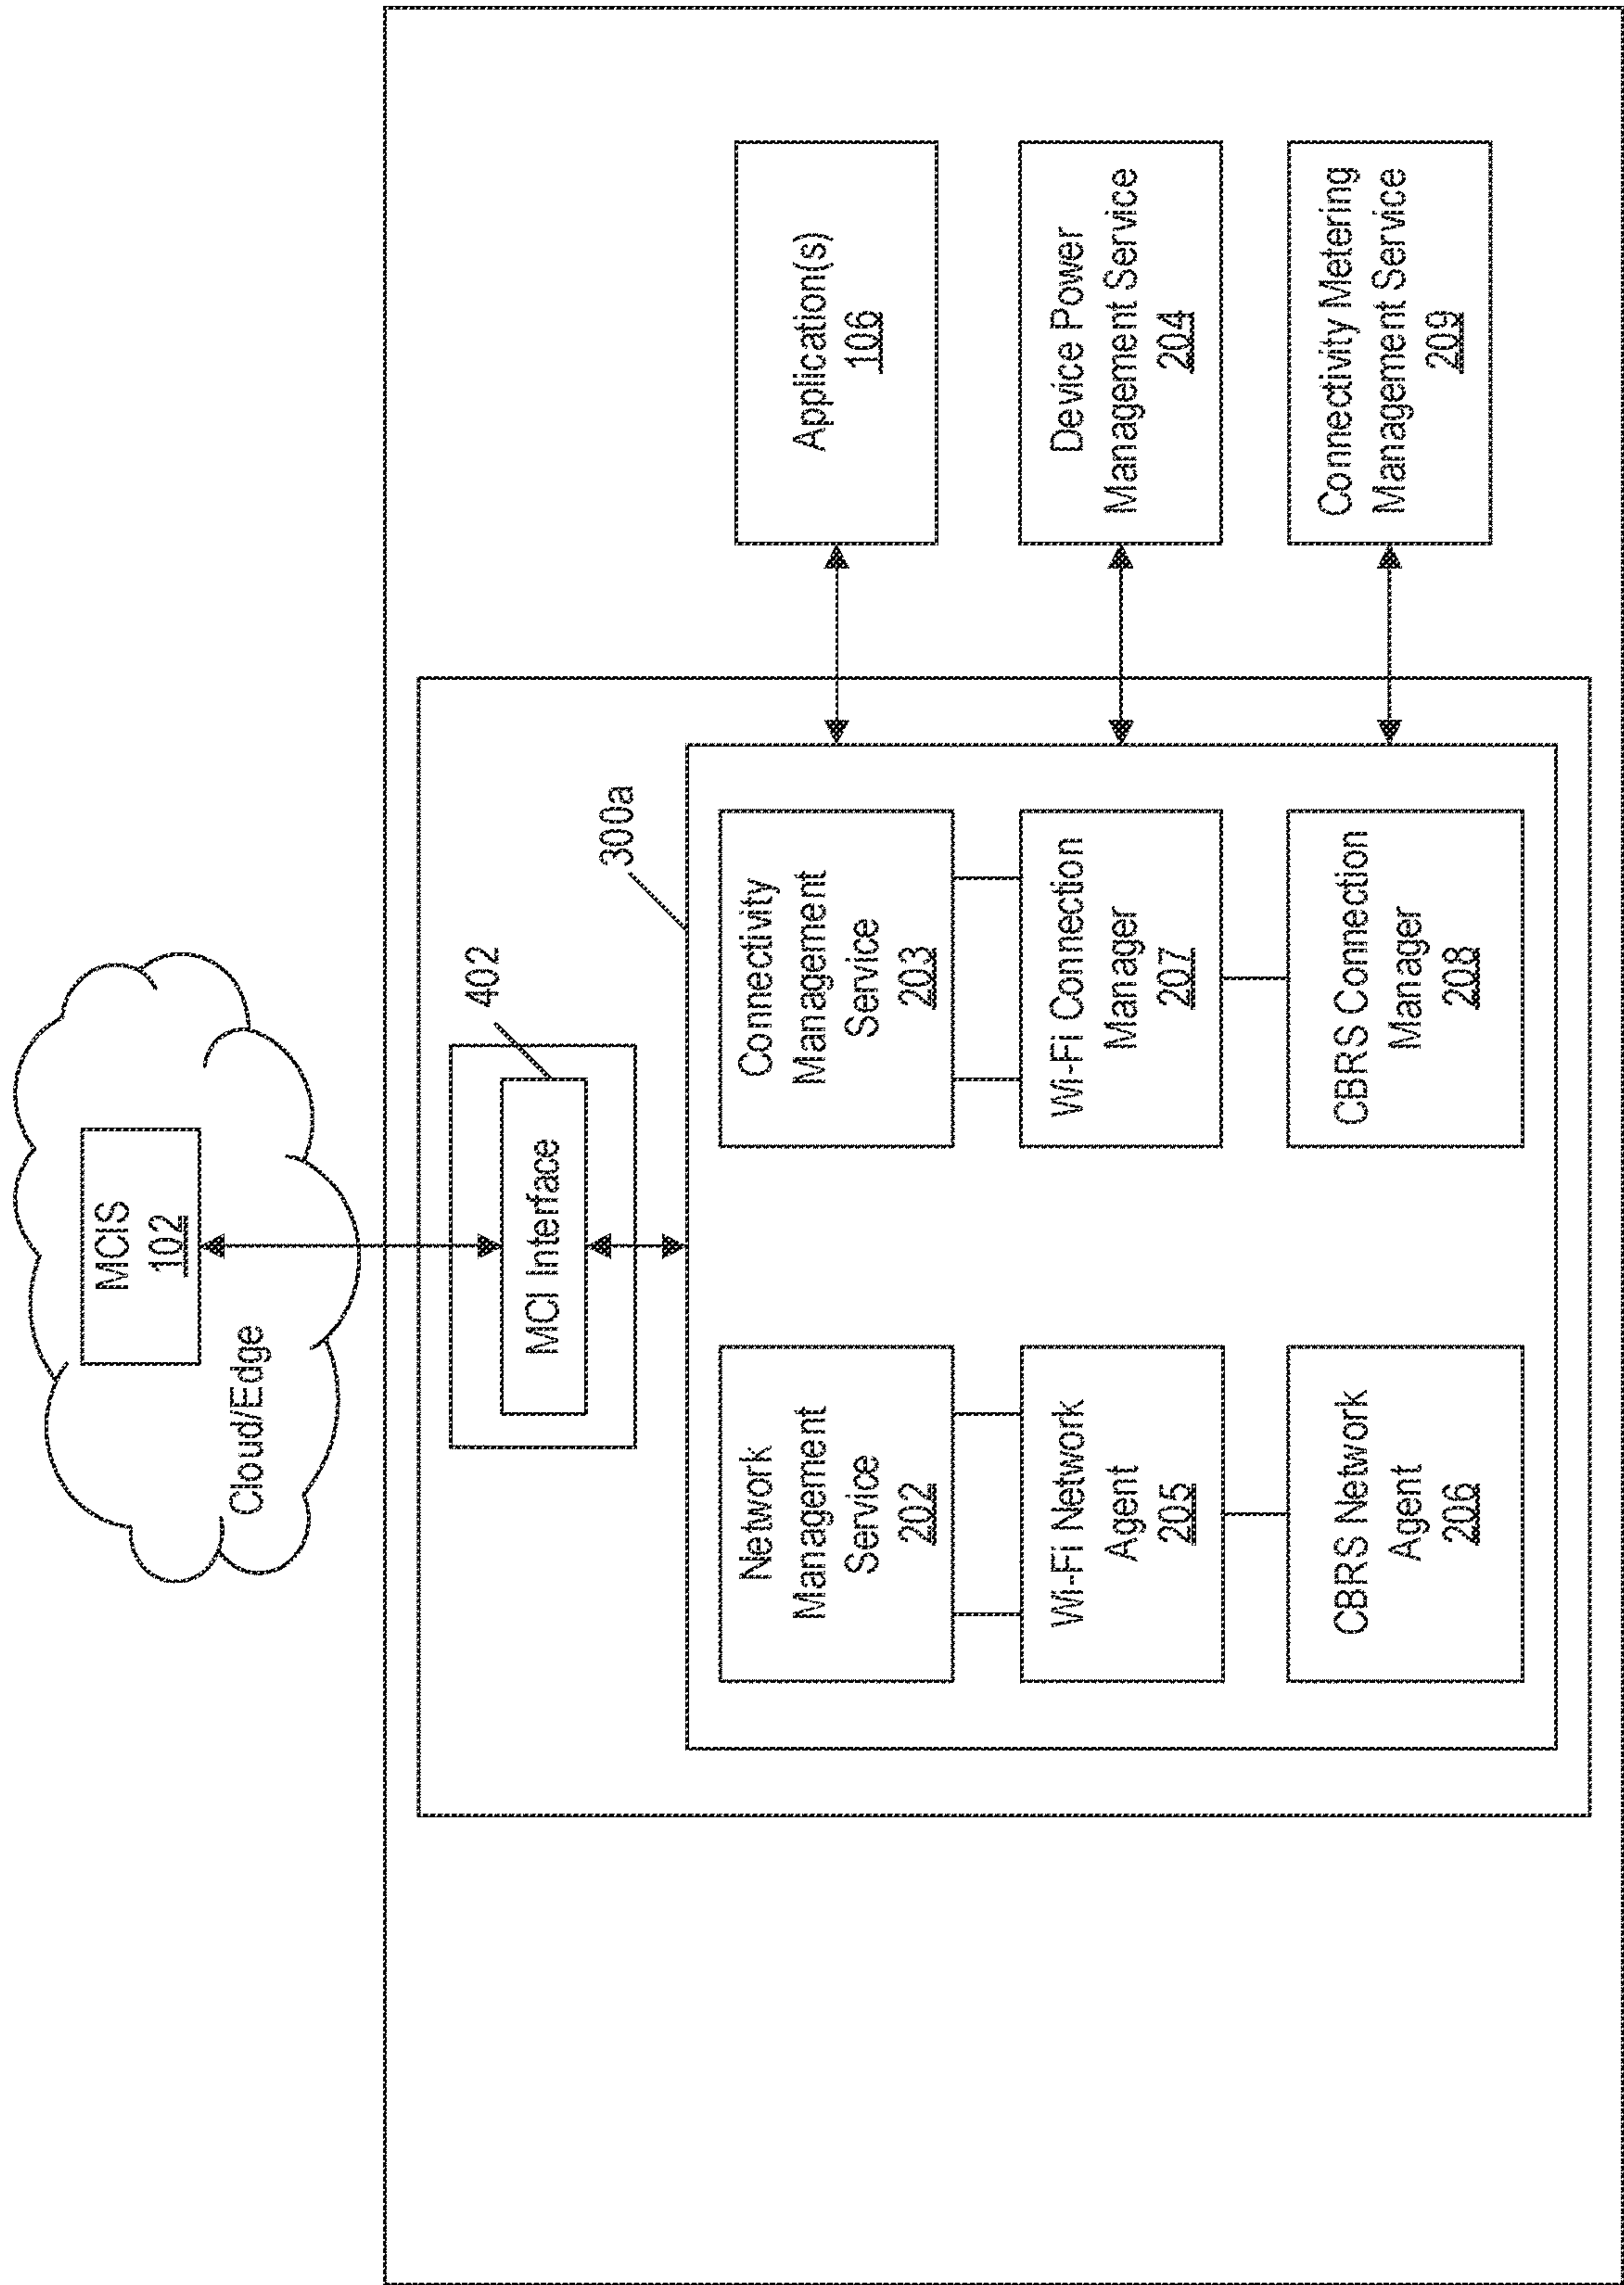 MCIS
102
Cloud/Edge
402
MCI Interface
300a
Network
Management
Service
202
Connectivity
Management
Service
203
Application(s)
106
Wi-Fi Network
Agent
205
Wi-Fi Connection
Manager
207
Device Power
Management Service
204
CBRS Network
Agent
206
CBRS Connection
Manager
208
Connectivity Metering
Management Service
209